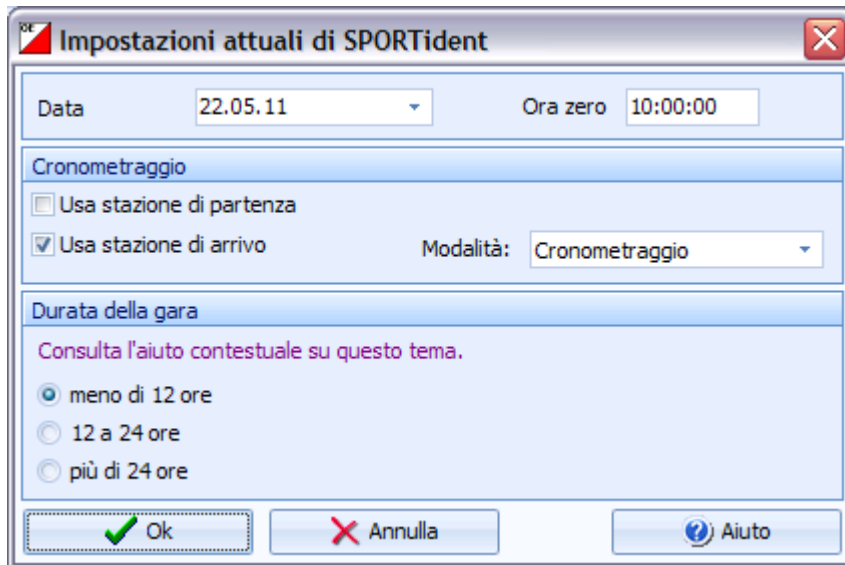 OE Impostazioni attuali di SPORTident
Data 22.05.11 Ora zero 10:00:00
Cronometraggio
Usa stazione di partenza
Usa stazione di arrivo Modalità: Cronometraggio
Durata della gara
Consulta l'aiuto contestuale su questo tema.
meno di 12 ore
12 a 24 ore
più di 24 ore
Ok Annulla Aiuto